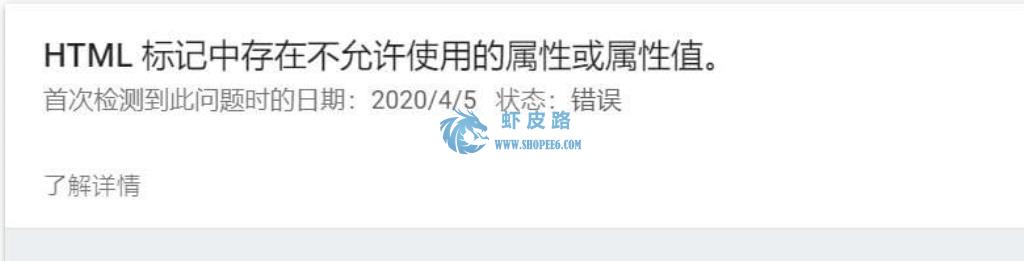 HTML 标记中存在不允许使用的属性或属性值。
首次检测到此问题时的日期：2020/4/5 状态：错误
虾皮路
WWW.SHOPEE6.COM
了解详情